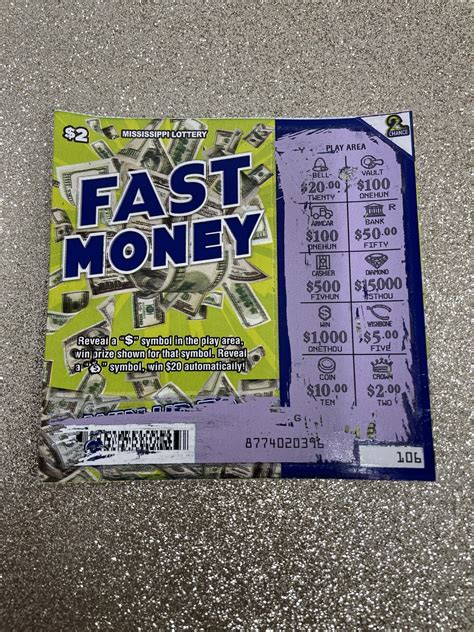 $2
MISSISSIPPI LOTTERY
2ND CHANCE
FAST
MONEY
Reveal a "$" symbol in the play area,
win prize shown for that symbol. Reveal
symbol, win $20 automatically!
PLAY AREA
BELL
$20.00
TWENTY
VAULT
$100
ONEHUN
ARMCAR
$100
ONEHUN
R
BANK
$50.00
FIFTY
CASHIER
$500
FIVHUN
DIAMOND
$15,000
WIN
$1,000
ONETHOU
WISHBONE
$5.00
FIVE
COIN
$10.00
TEN
CROWN
$2.00
TWO
8774020396
106